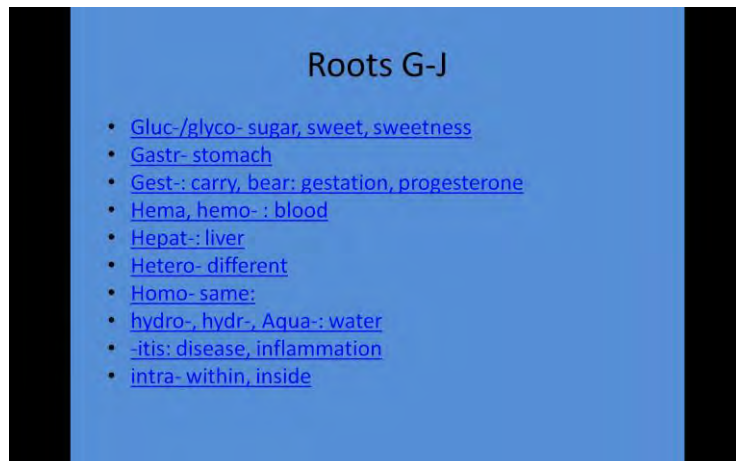 Roots G-J
• Gluc-/glyco- sugar, sweet, sweetness
• Gastr- stomach
• Gest-: carry, bear: gestation, progesterone
• Hema, hemo- : blood
• Hepat-: liver
• Hetero- different
• Homo- same:
• hydro-, hydr-, Aqua-: water
• -itis: disease, inflammation
• intra- within, inside